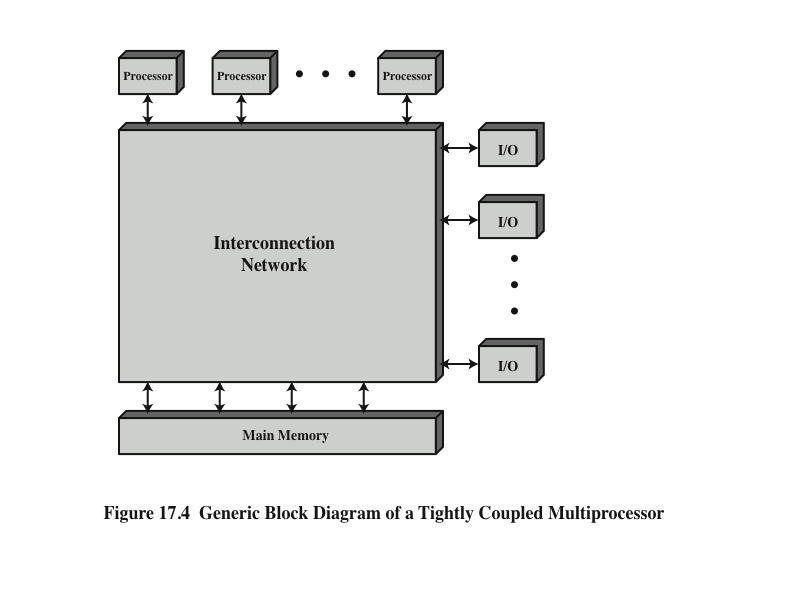 Processor
Processor
Processor
I/O
I/O
I/O
Interconnection
Network
Main Memory
Figure 17.4 Generic Block Diagram of a Tightly Coupled Multiprocessor